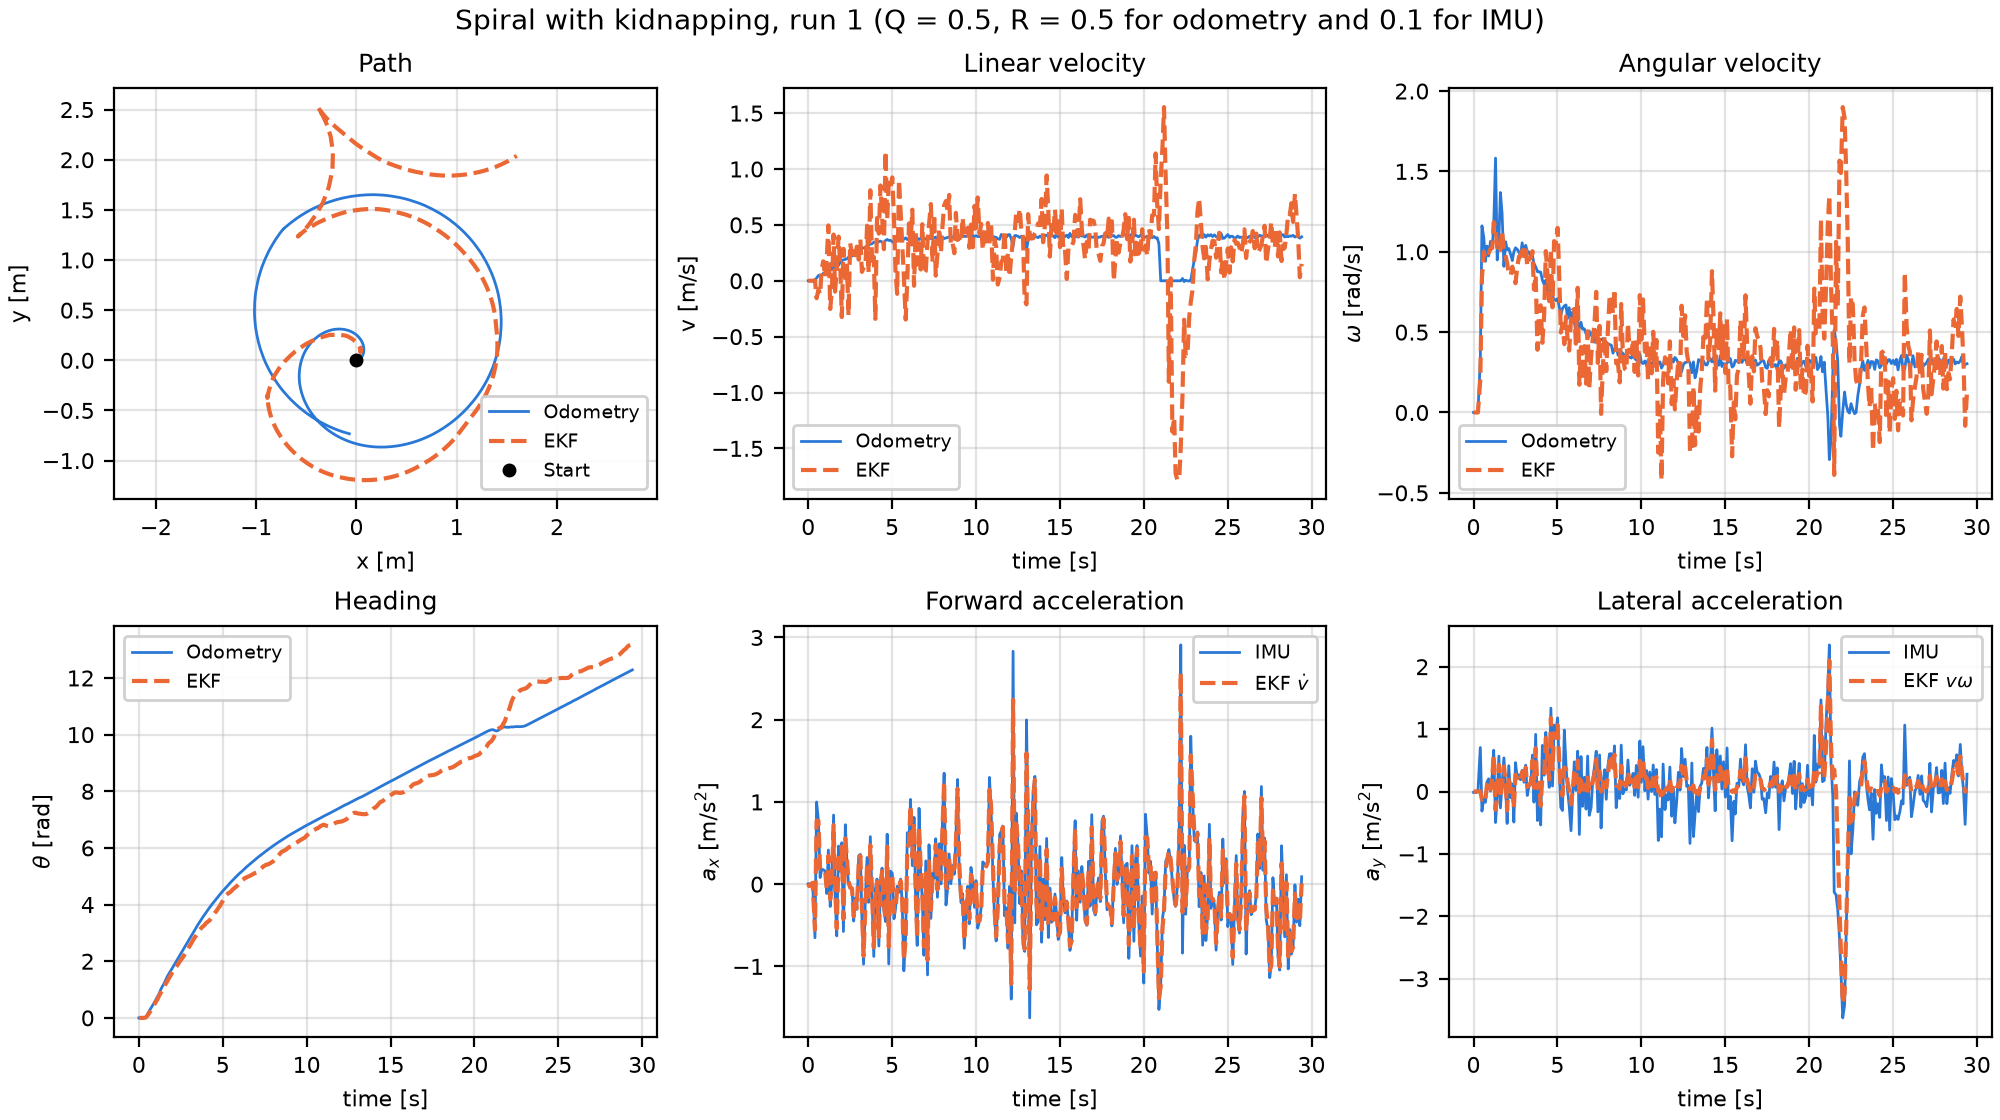 Spiral with kidnapping, run 1 (Q = 0.5, R = 0.5 for odometry and 0.1 for IMU)
Path
2.5
2.0
1.5
1.0
0.5
0.0
−0.5
−1.0
y [m]
−2
−1
0
1
2
x [m]
Odometry
EKF
Start
Linear velocity
1.5
1.0
0.5
0.0
−0.5
−1.0
−1.5
v [m/s]
0
5
10
15
20
25
30
time [s]
Odometry
EKF
Angular velocity
2.0
1.5
1.0
0.5
0.0
−0.5
ω [rad/s]
0
5
10
15
20
25
30
time [s]
Odometry
EKF
Heading
12
10
8
6
4
2
0
θ [rad]
0
5
10
15
20
25
30
time [s]
Odometry
EKF
Forward acceleration
3
2
1
0
−1
aₓ [m/s²]
0
5
10
15
20
25
30
time [s]
IMU
EKF v̇
Lateral acceleration
2
1
0
−1
−2
−3
a_y [m/s²]
0
5
10
15
20
25
30
time [s]
IMU
EKF vω